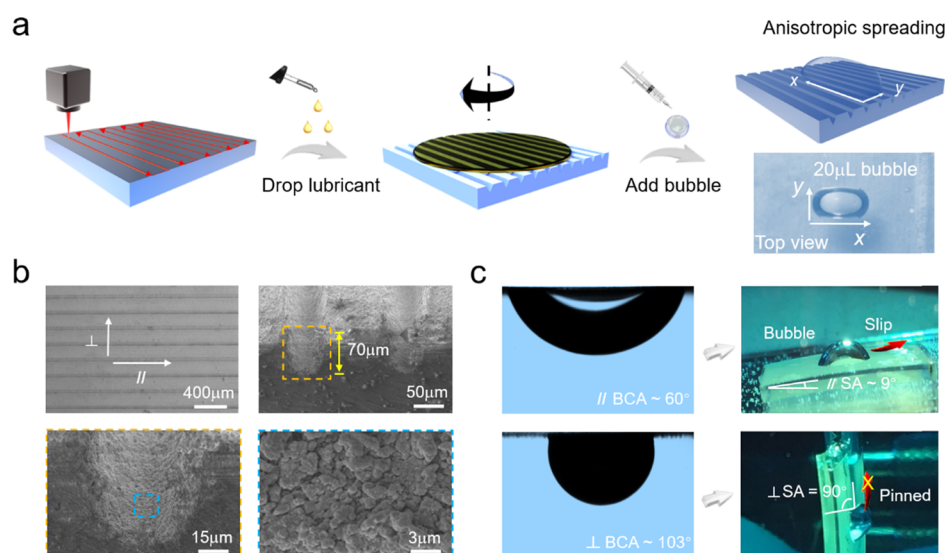 a
Anisotropic spreading
x
y
Drop lubricant
Add bubble
20μL bubble
y
x
Top view
b
c
⊥
//
400μm
70μm
50μm
15μm
3μm
// BCA ~ 60°
Bubble
Slip
// SA ~ 9°
⊥ BCA ~ 103°
⊥ SA = 90°
Pinned